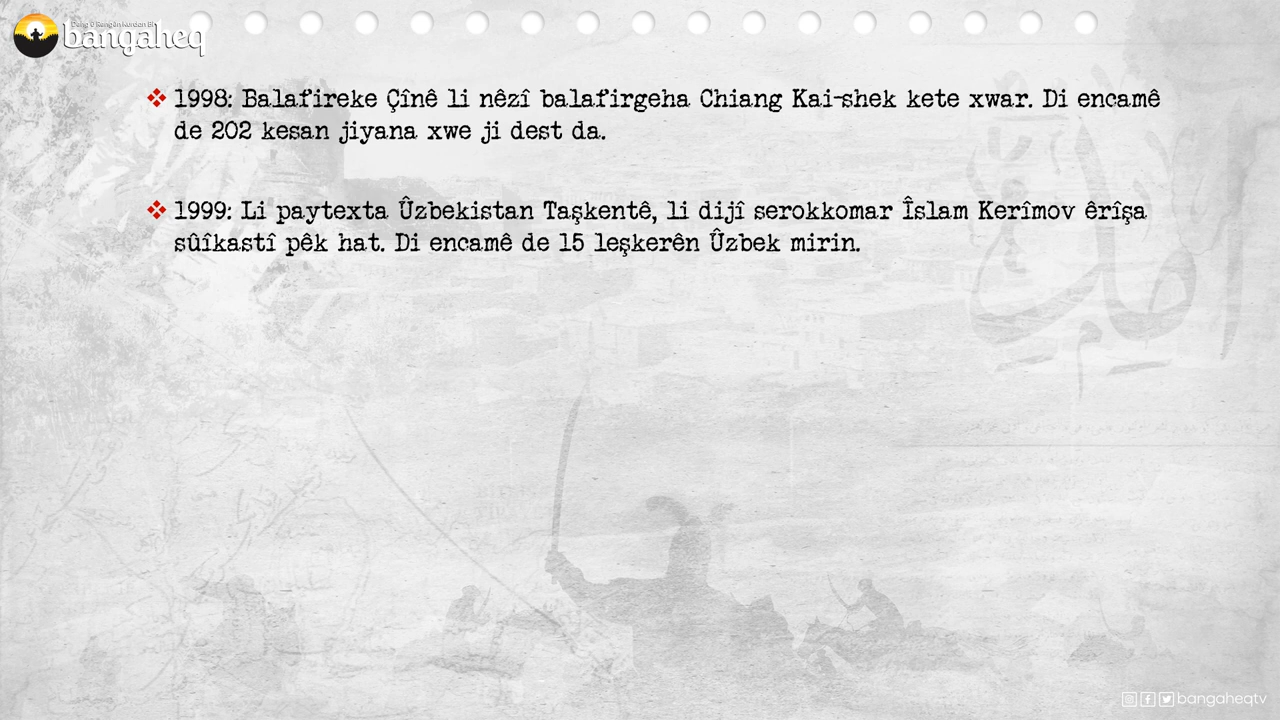 bangaheq
1998: Balafireke Çînê li nêzî balafirgeha Chiang Kai-shek kete xwar. Di encamê
de 202 kesan jiyana xwe ji dest da.
1999: Li paytexta Ûzbekistan Taşkentê, li dijî serokkomar Îslam Kerîmov êrîşa
sûîkastî pêk hat. Di encamê de 15 leşkerên Ûzbek mirin.
bangaheqtv